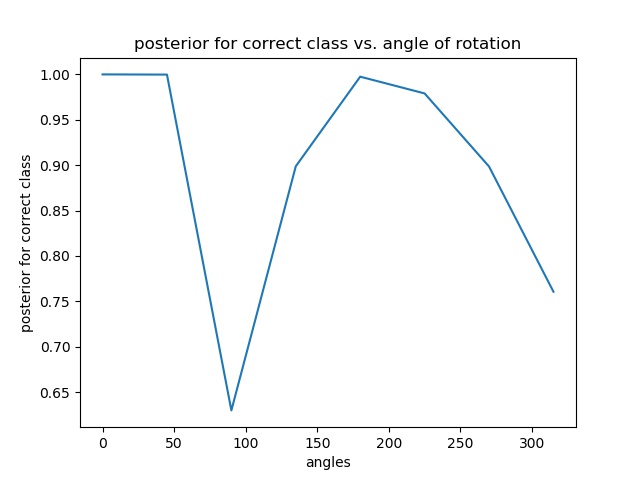 posterior for correct class vs. angle of rotation
1.00
0.95
0.90
0.85
0.80
0.75
0.70
0.65
posterior for correct class
0 50 100 150 200 250 300
angles